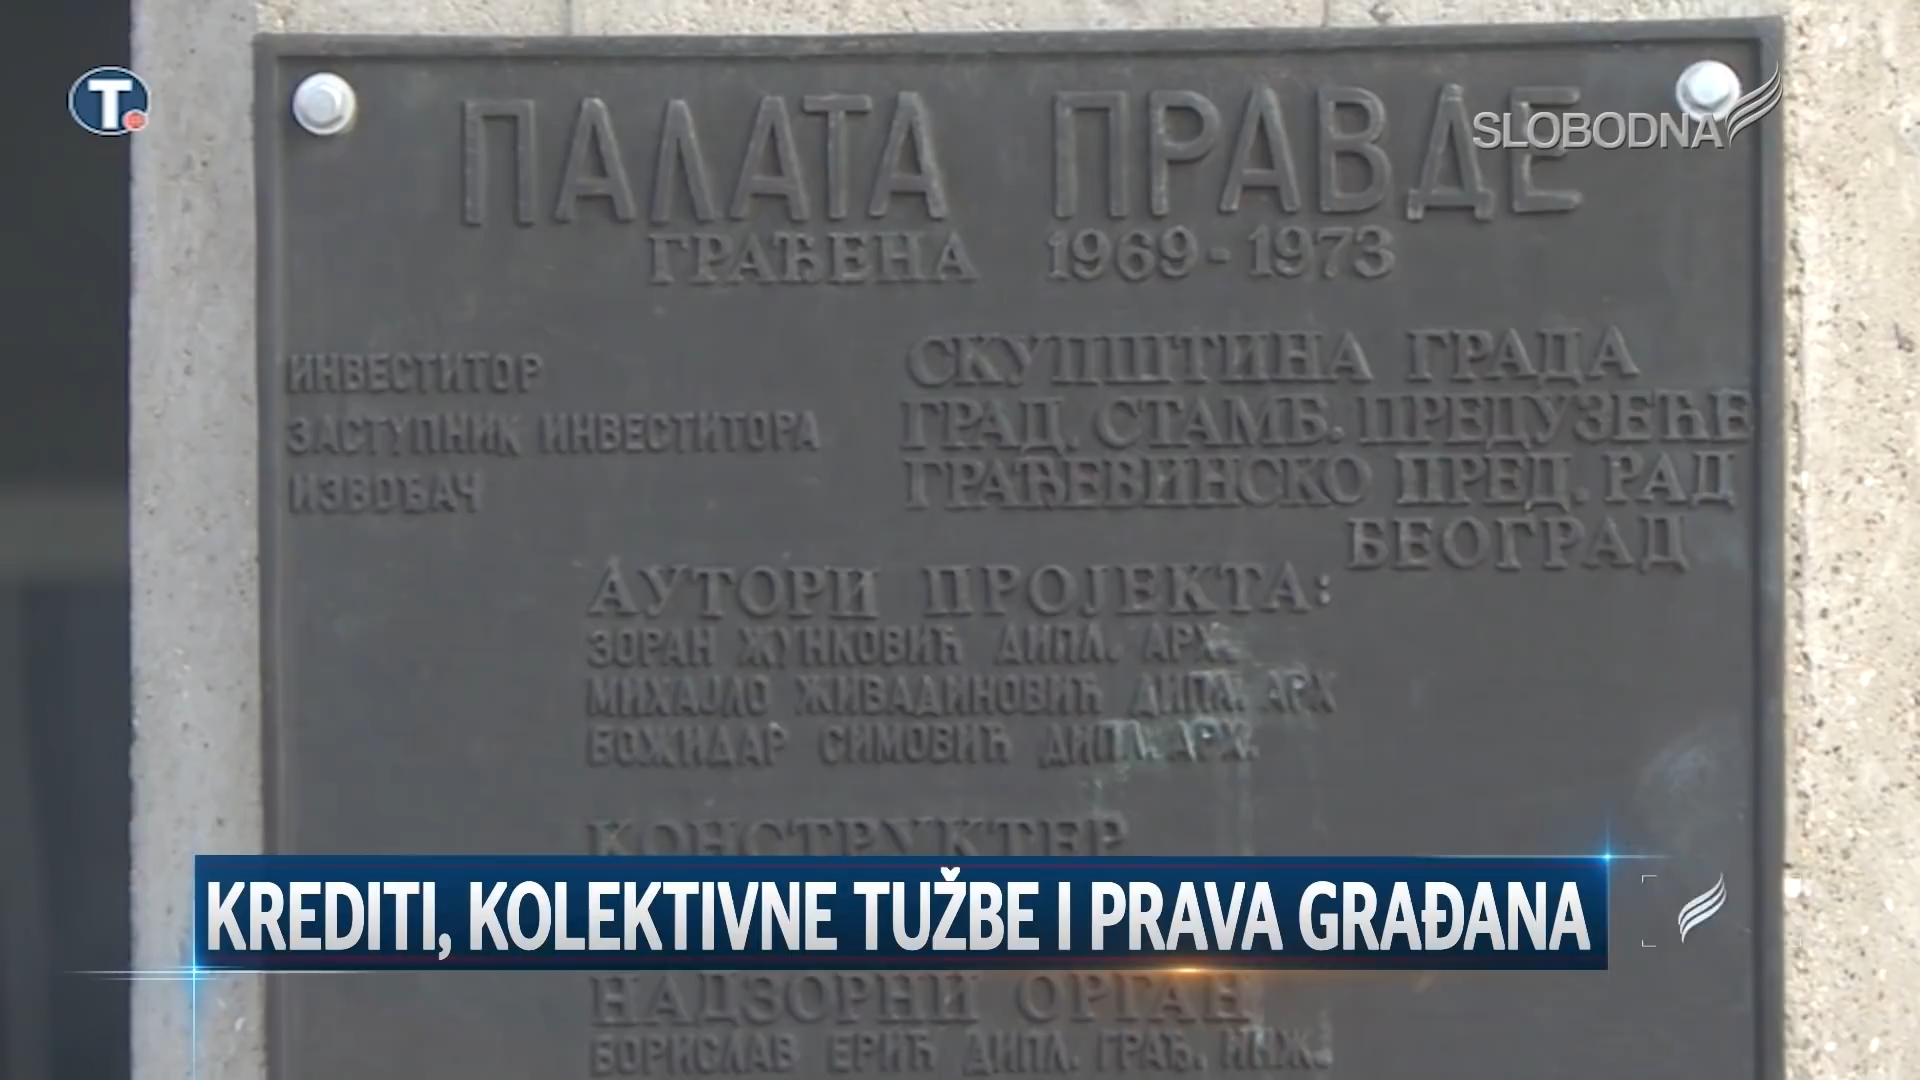 T.
SLOBODNA
ПАЛАТА ПРАВДЕ
ГРАЂЕНА 1969-1973
ИНВЕСТИТОР СКУПШТИНА ГРАДА
ЗАСТУПНИК ИНВЕСТИТОРА ГРАД. СТАМБ. ПРЕДУЗЕЋЕ
ИЗВОЂАЧ ГРАЂЕВИНСКО ПРЕД. РАД
БЕОГРАД
АУТОРИ ПРОЈЕКТА:
ЗОРАН ЖУНКОВИЋ ДИПЛ. АРХ.
МИХАЈЛО ЖИВАДИНОВИЋ ДИПЛ. АРХ
БОЖИДАР СИМОВИЋ ДИПЛ. АРХ.
КОНСТРУКТЕР
KREDITI, KOLEKTIVNE TUŽBE I PRAVA GRAĐANA
НАДЗОРНИ ОРГАН
БОРИСЛАВ ЕРИЋ ДИПЛ. ГРАЂ. ИНЖ.